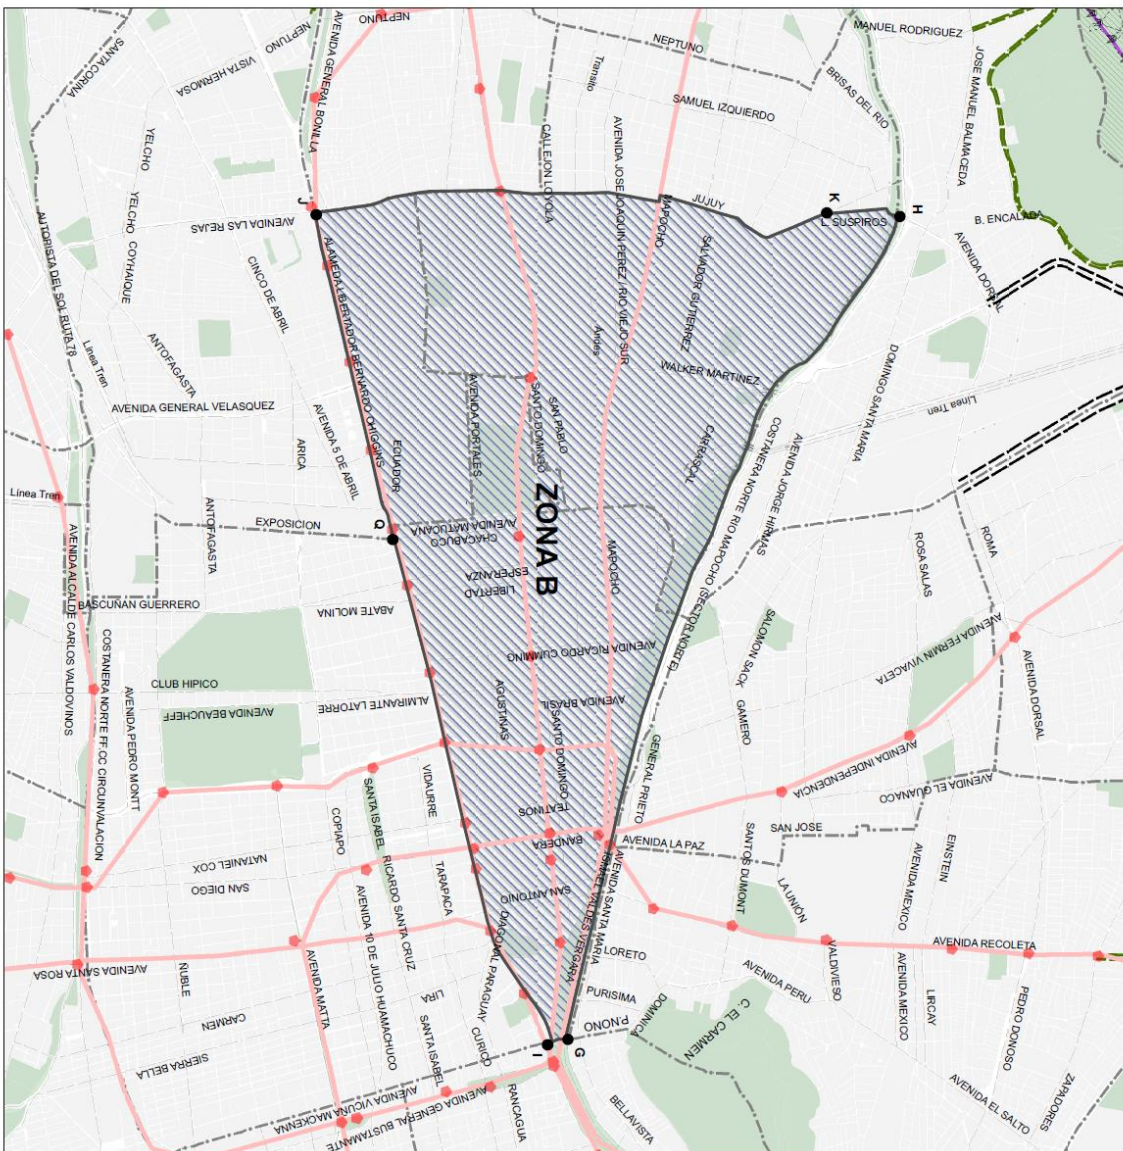 NEPTUNO
AVENIDA GENERAL BONILLA
SANTA CORINA
NEPTUNO
VISTA HERMOSA
NEPTUNO
Transito
MANUEL RODRIGUEZ
JOSE MANUEL BALMACEDA
BRISAS DEL RIO
SAMUEL IZQUIERDO
YELCHO
CALLEJON LOYOLA
AVENIDA JOSE JOAQUIN PEREZ / RIO VIEJO SUR
JUJUY
MAPOCHO
K
H
L. SUSPIROS
B. ENCALADA
J
AVENIDA LAS REJAS
YELCHO
COYHAIQUE
AUTOPISTA DEL SOL RUTA 78
CINCO DE ABRIL
ALAMEDA LIBERTADOR BERNARDO OHIGGINS
SALVADOR GUTIERREZ
AVENIDA DORSAL
Línea Tren
ANTOFAGASTA
Andes
WALKER MARTINEZ
DOMINGO SANTA MARIA
Línea Tren
AVENIDA GENERAL VELASQUEZ
AVENIDA 5 DE ABRIL
ARICA
ECUADOR
AVENIDA PORTALES
SANTO DOMINGO
SAN PABLO
CARRASCAL
COSTANERA NORTE RIO MAPOCHO (SECTOR NORTE)
AVENIDA JORGE HIRMAS
ZONA B
Línea Tren
ANTOFAGASTA
EXPOSICION
Q
AVENIDA MATUCANA
CHACABUCO
MAPOCHO
ROSA SALAS
ROMA
AVENIDA ALCALDE CARLOS VALDOVINOS
BASCUÑAN GUERRERO
ABATE MOLINA
ESPERANZA
LIBERTAD
SALOMON SACK
AVENIDA FERMIN VIVACETA
AVENIDA DORSAL
COSTANERA NORTE FF.CC CIRCUNVALACION
AVENIDA PEDRO MONTT
CLUB HIPICO
AVENIDA BEAUCHEFF
ALMIRANTE LATORRE
AGUSTINAS
AVENIDA RICARDO CUMMING
AVENIDA BRASIL
SANTO DOMINGO
GENERAL PRIETO
GAMERO
AVENIDA INDEPENDENCIA
AVENIDA EL GUANACO
VIDAURRE
SANTA ISABEL
COPIAPO
TEATINOS
BANDERA
AVENIDA LA PAZ
SAN JOSE
SANTOS DUMONT
EINSTEIN
NATANIEL COX
SAN DIEGO
RICARDO SANTA CRUZ
TARAPACA
SAN ANTONIO
ISMAEL VALDES VERGARA
AVENIDA SANTA MARIA
LA UNIÓN
AVENIDA MEXICO
AVENIDA RECOLETA
AVENIDA SANTA ROSA
ÑUBLE
AVENIDA MATTA
AVENIDA 10 DE JULIO HUAMACHUCO
DIAGONAL PARAGUAY
LORETO
VALDIVIESO
AVENIDA MEXICO
AVENIDA PERU
LIRCAY
PEDRO DONOSO
CARMEN
LIRA
SANTA ISABEL
CURICO
PURISIMA
DOMINICA
P.NONO
C. EL CARMEN
I
G
SIERRA BELLA
AVENIDA VICUÑA MACKENNA
AVENIDA GENERAL BUSTAMANTE
RANCAGUA
BELLAVISTA
AVENIDA EL SALTO
ZAPADORES